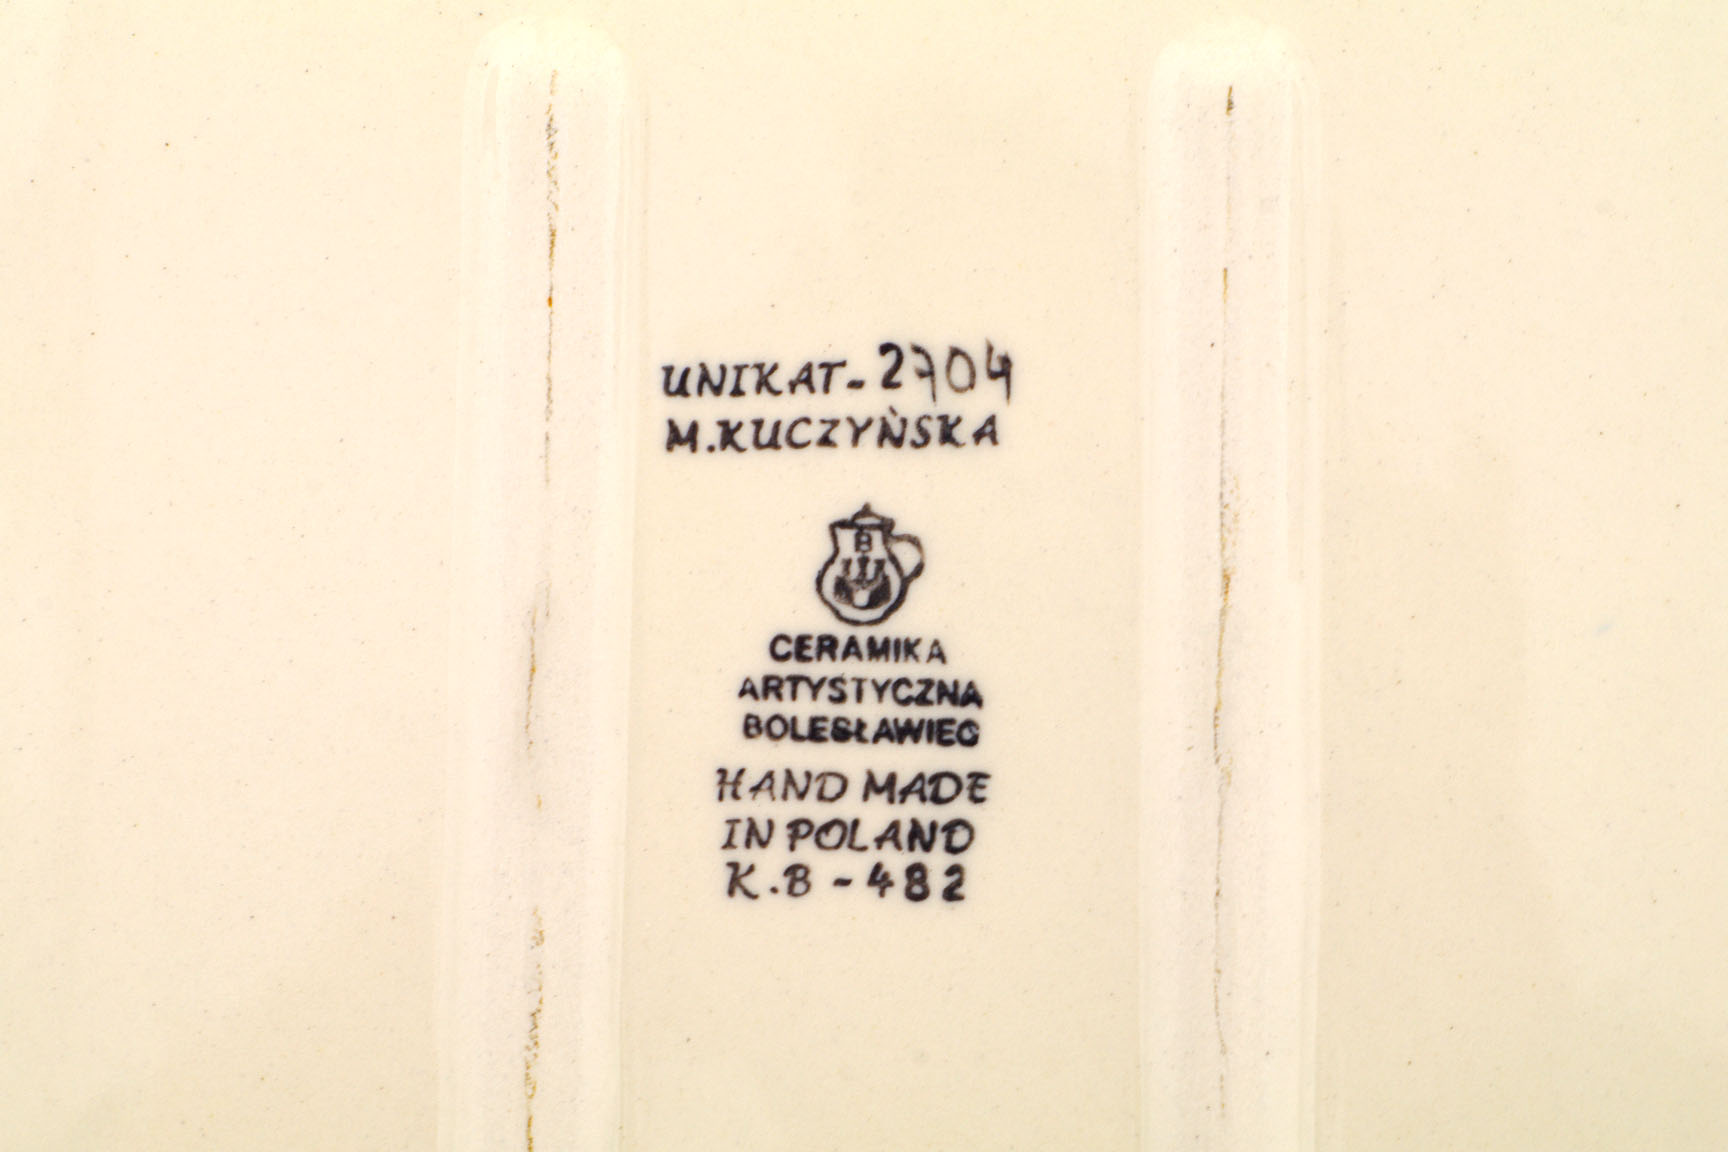 UNIKAT-2704
M.KUCZYŃSKA
B
CERAMIKA
ARTYSTYCZNA
BOLESŁAWIEC
HAND MADE
IN POLAND
K.B-482